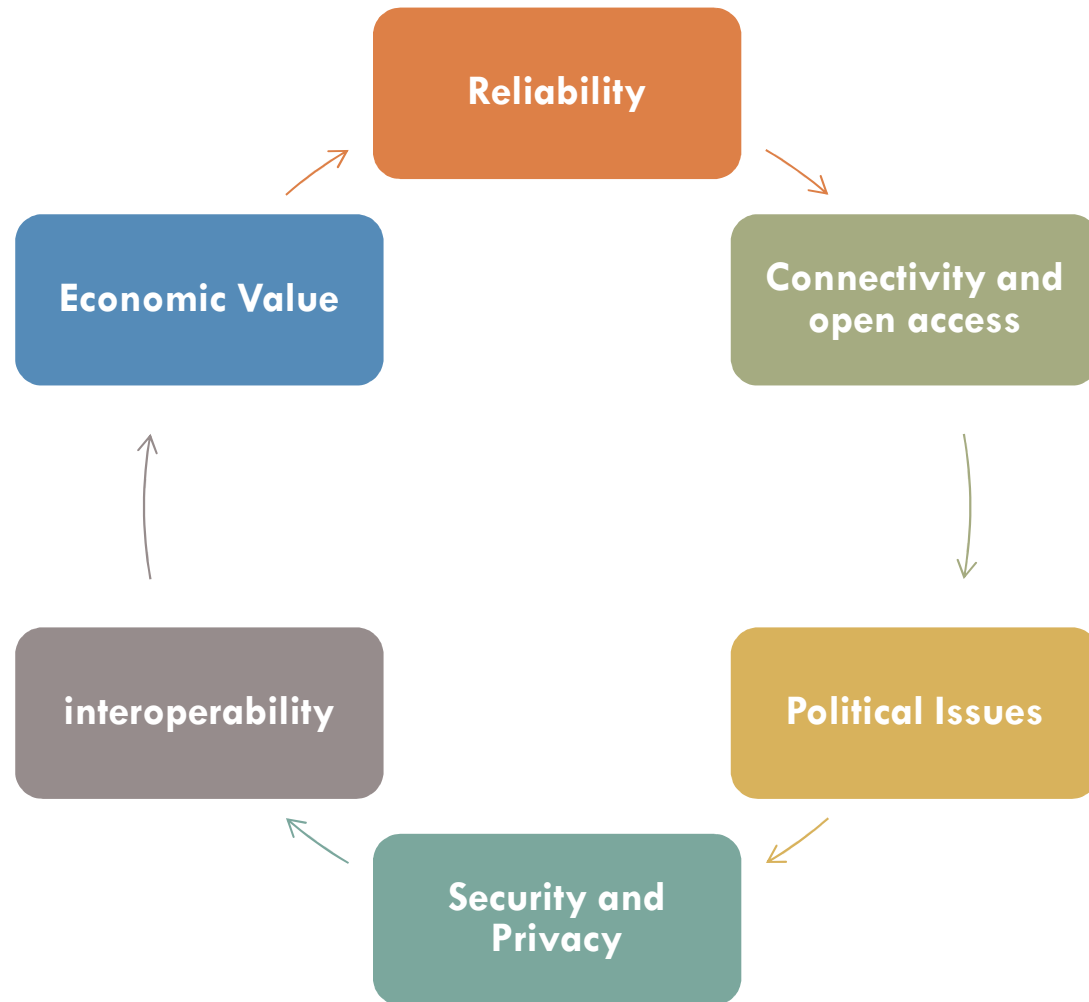 Reliability
Connectivity and
open access
Political Issues
Security and
Privacy
interoperability
Economic Value